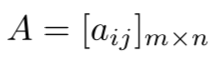 A = [a_{ij}]_{m×n}